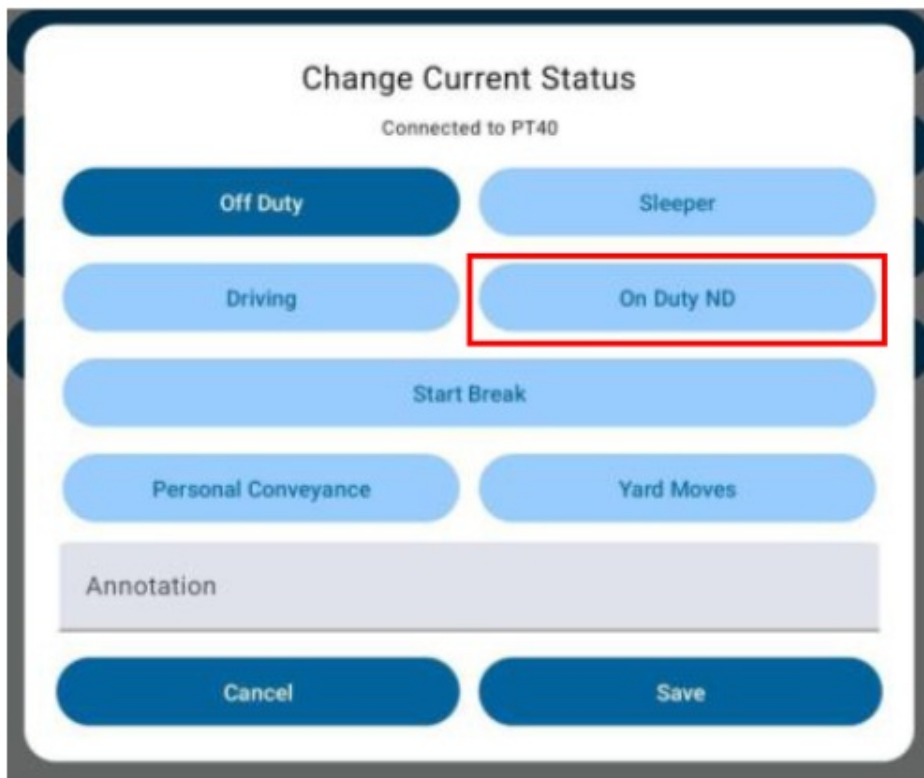 Change Current Status
Connected to PT40
Off Duty
Sleeper
Driving
On Duty ND
Start Break
Personal Conveyance
Yard Moves
Annotation
Cancel
Save